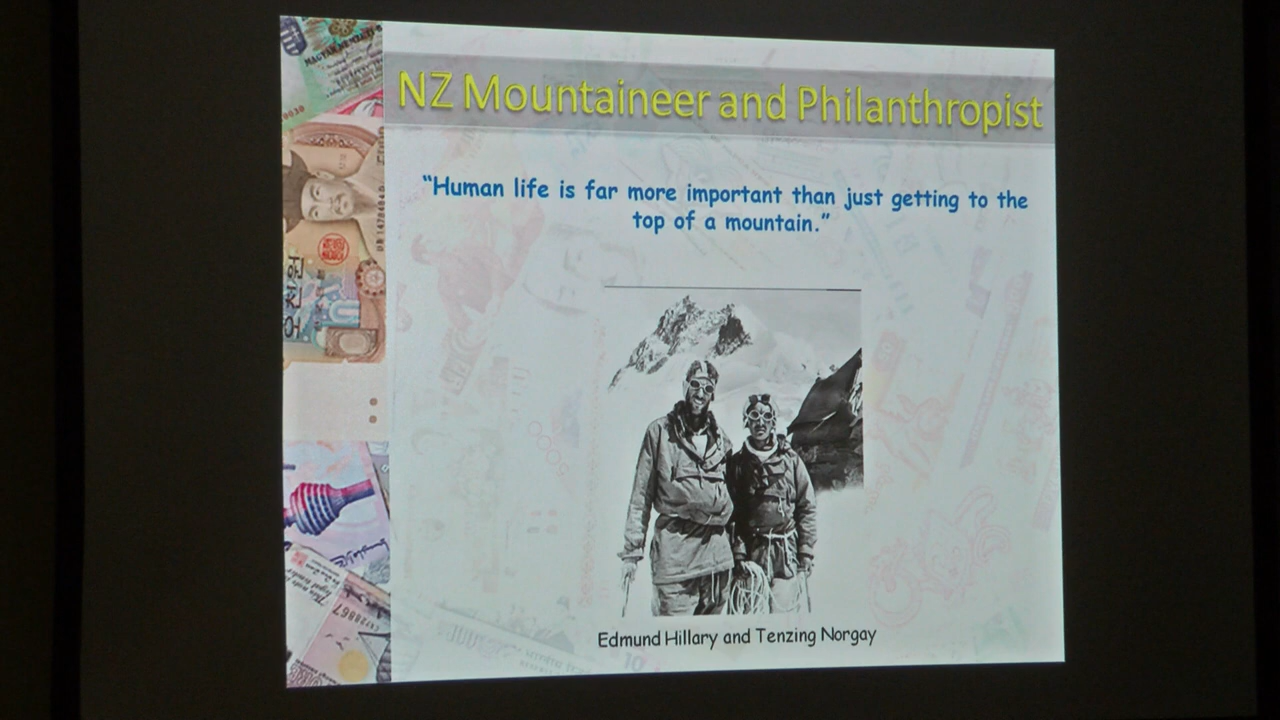 NZ Mountaineer and Philanthropist
“Human life is far more important than just getting to the
top of a mountain.”
Edmund Hillary and Tenzing Norgay